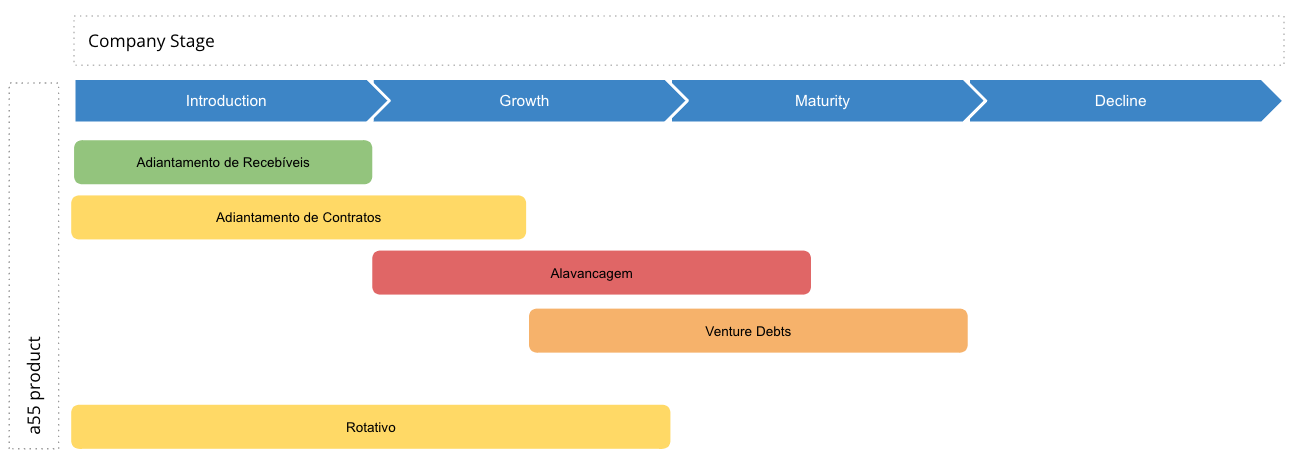 Company Stage
Introduction
Growth
Maturity
Decline
Adiantamento de Recebíveis
Adiantamento de Contratos
Alavancagem
Venture Debts
a55 product
Rotativo